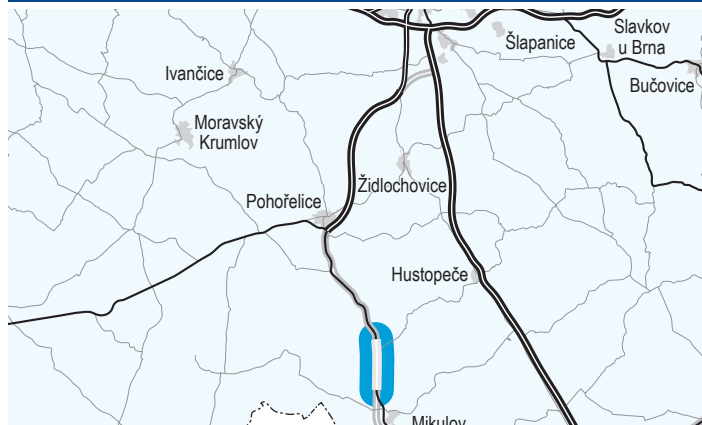 Šlapanice
Slavkov
u Brna
Ivančice
Bučovice
Moravský
Krumlov
Židlochovice
Pohořelice
Hustopeče
Mikulov